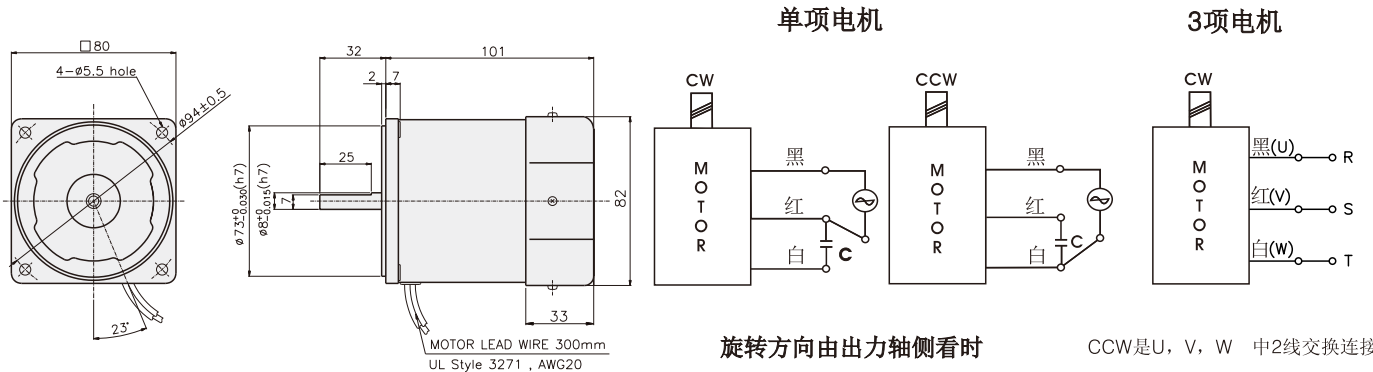 单项电机
3项电机
□80
4-ø5.5 hole
ø94±0.5
23°
32
101
2
7
25
ø73±0 0.030(h7)
ø8±0 0.015(h7)
7
82
33
MOTOR LEAD WIRE 300mm
UL Style 3271 , AWG20
CW
MOTOR
黑
红
白
C
CCW
MOTOR
黑
红
白
C
CW
MOTOR
黑(U)
R
红(V)
S
白(W)
T
旋转方向由出力轴侧看时
CCW是U，V，W 中2线交换连接